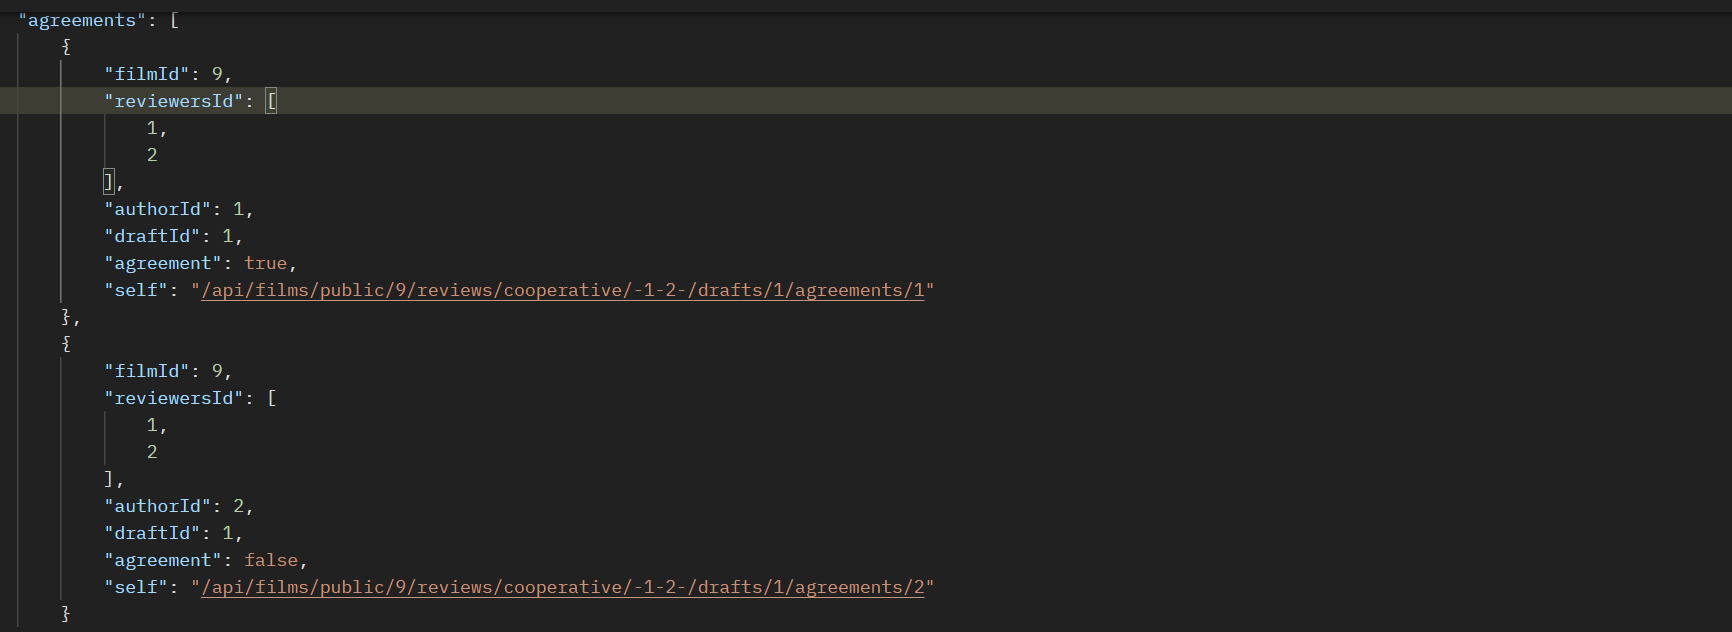 "agreements": [
{
"filmId": 9,
"reviewersId": [
1,
2
],
"authorId": 1,
"draftId": 1,
"agreement": true,
"self": "/api/films/public/9/reviews/cooperative/-1-2-/drafts/1/agreements/1"
},
{
"filmId": 9,
"reviewersId": [
1,
2
],
"authorId": 2,
"draftId": 1,
"agreement": false,
"self": "/api/films/public/9/reviews/cooperative/-1-2-/drafts/1/agreements/2"
}